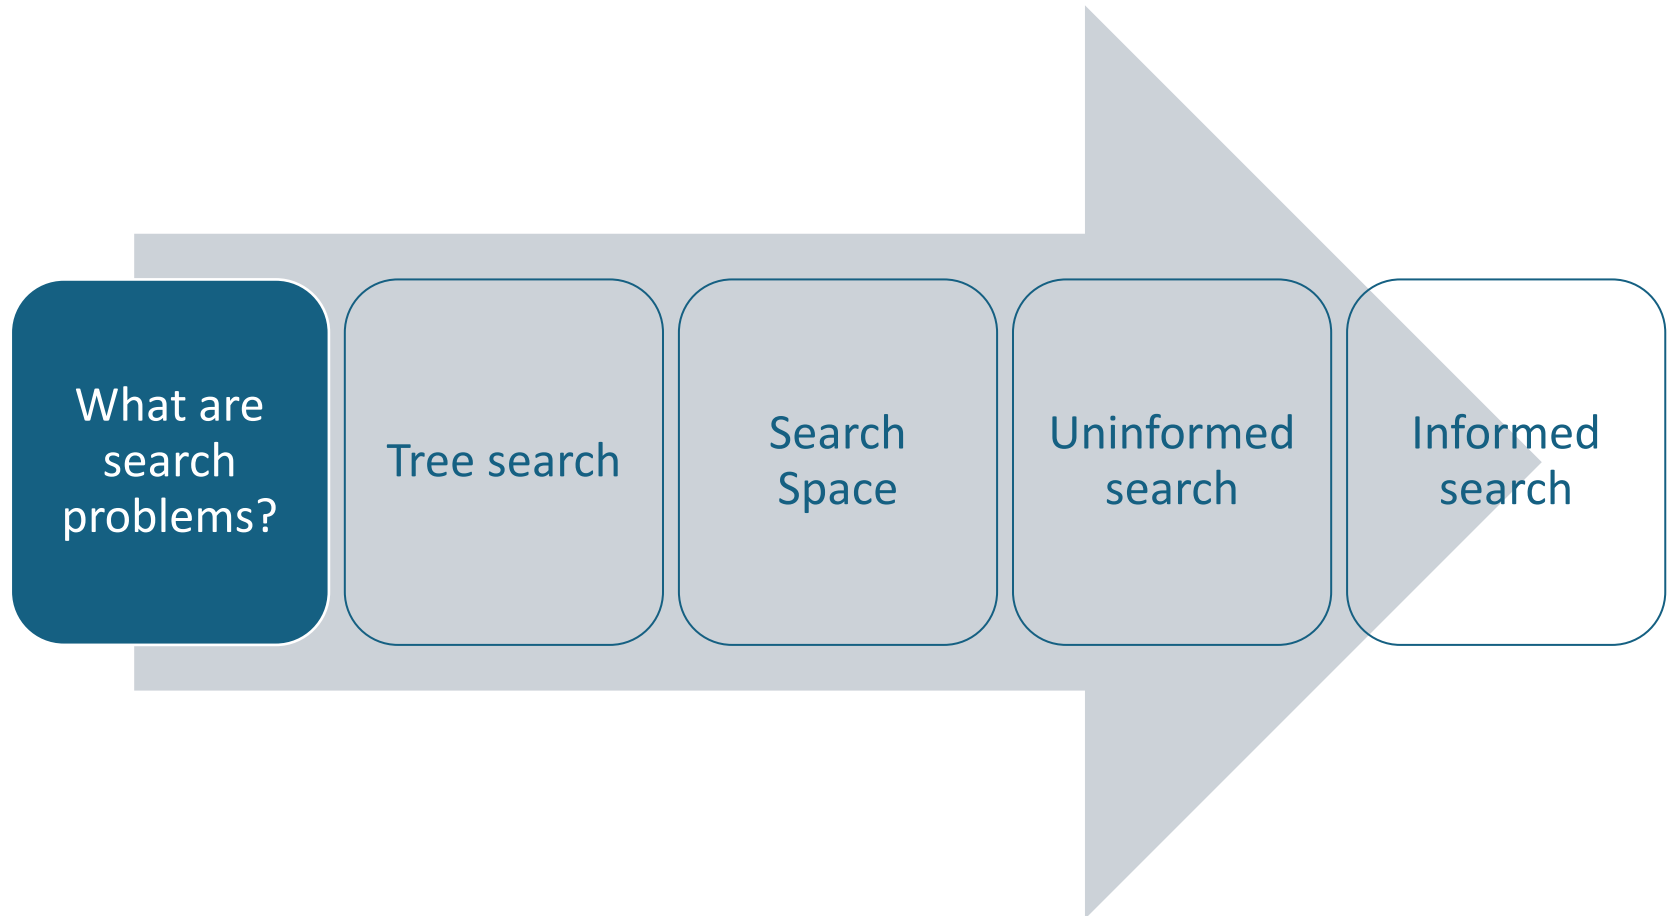 What are
search
problems?
Tree search
Search
Space
Uninformed
search
Informed
search